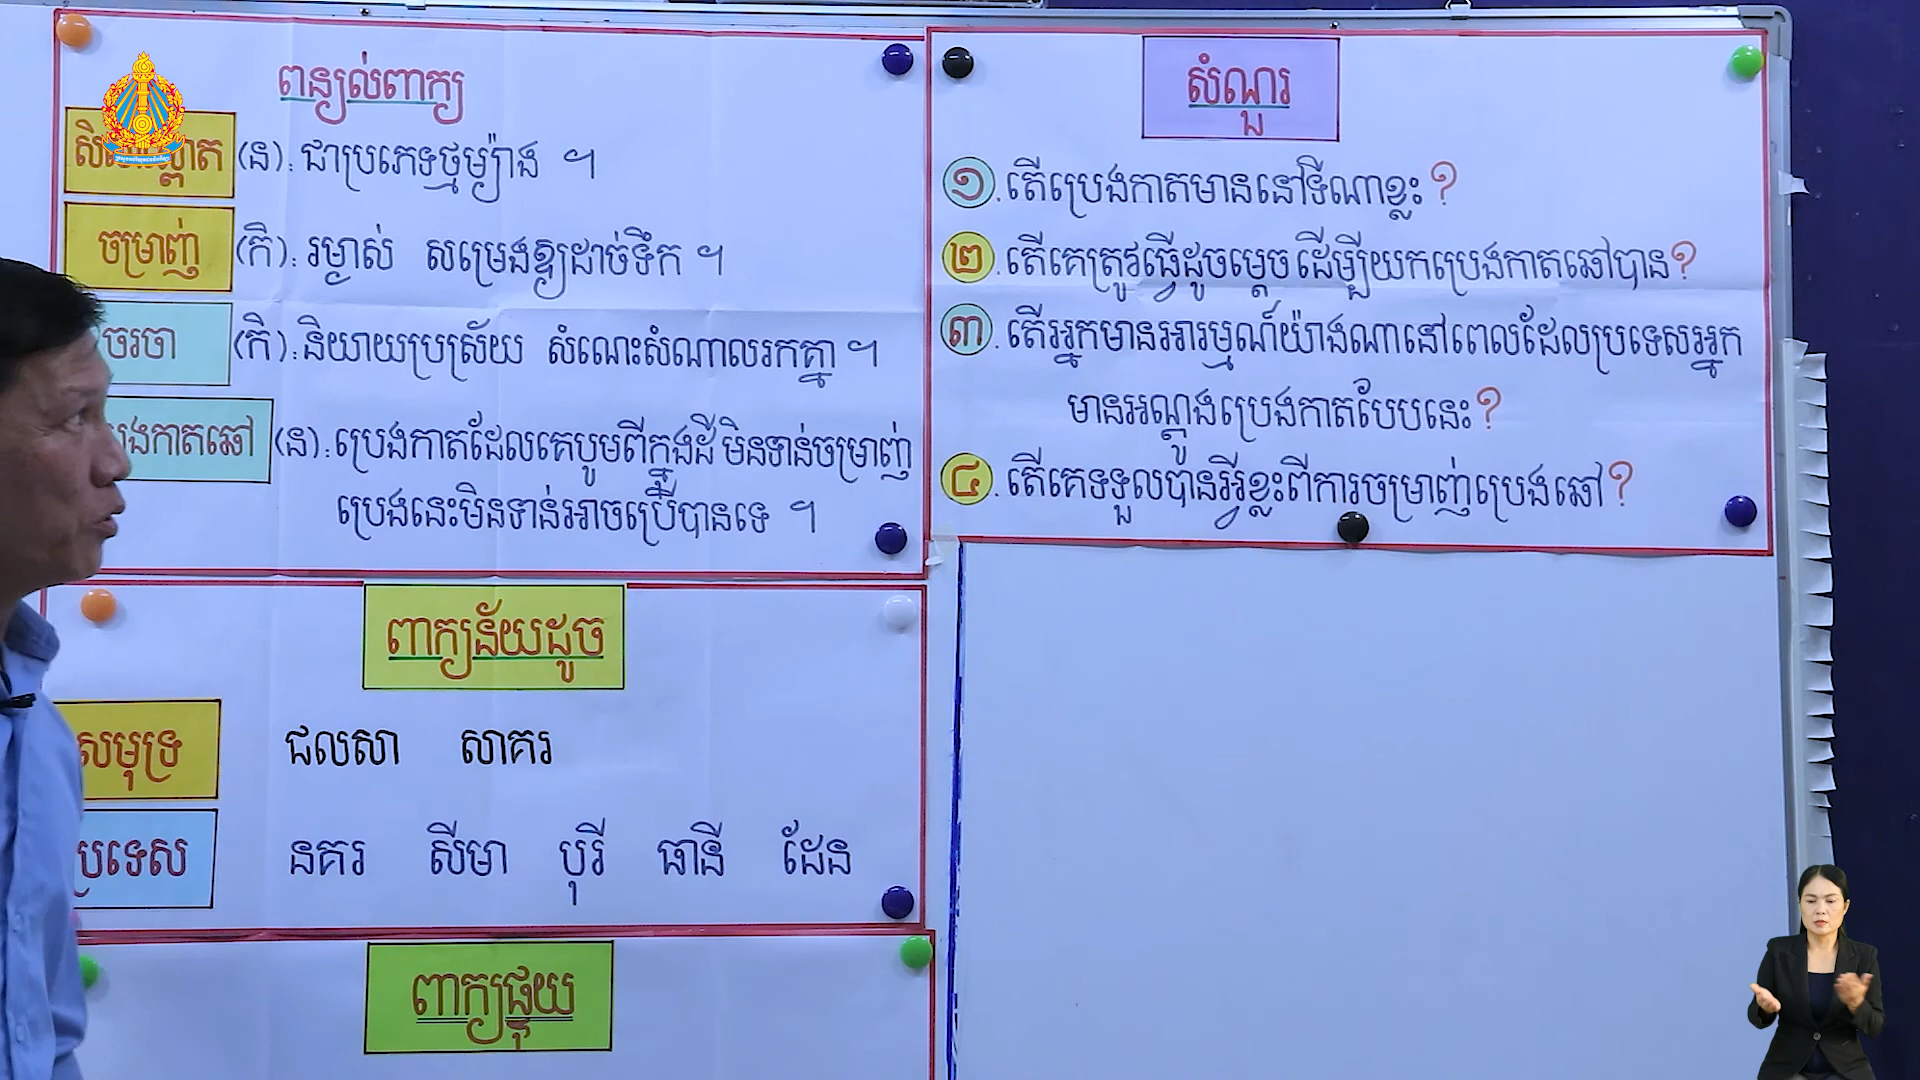 ពន្យល់ពាក្យ
(ន): ជាប្រភេទថ្មម្យ៉ាង ។
ចម្រាញ់ (កិ): រម្ងាស់ សម្រេងឱ្យដាច់ទឹក ។
ចរចា (កិ): និយាយប្រស្រ័យ សំណេះសំណាលរកគ្នា ។
(ន): ប្រេងកាតដែលគេបូមពីក្នុងដី មិនទាន់ចម្រាញ់
ប្រេងនេះមិនទាន់អាចប្រើបានទេ ។
ពាក្យន័យដូច
សមុទ្រ ជលសា សាគរ
ប្រទេស នគរ សីមា បុរី ធានី ដែន
ពាក្យផ្ទុយ
សំណួរ
១. តើប្រេងកាតមាននៅទីណាខ្លះ?
២. តើគេត្រូវធ្វើដូចម្ដេច ដើម្បីយកប្រេងកាតឆៅបាន?
៣. តើអ្នកមានអារម្មណ៍យ៉ាងណានៅពេលដែលប្រទេសអ្នក
មានអណ្ដូងប្រេងកាតបែបនេះ?
៤. តើគេទទួលបានអ្វីខ្លះពីការចម្រាញ់ប្រេងឆៅ?